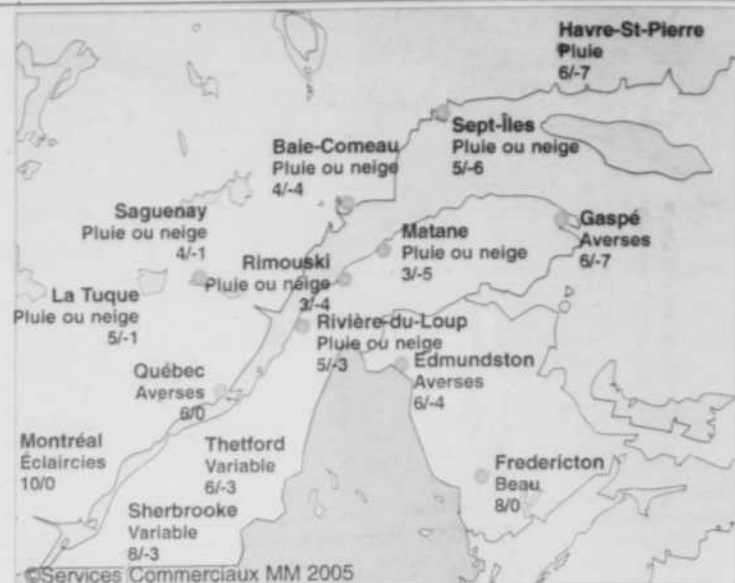 Havre-St-Pierre
Pluie
6/-7
Sept-Îles
Pluie ou neige
5/-6
Baie-Comeau
Pluie ou neige
4/-4
Saguenay
Pluie ou neige
4/-1
Matane
Pluie ou neige
3/-5
Gaspé
Averses
6/-7
Rimouski
Pluie ou neige
3/-4
La Tuque
Pluie ou neige
5/-1
Rivière-du-Loup
Pluie ou neige
5/-3
Québec
Averses
6/0
Edmundston
Averses
6/-4
Montréal
Éclaircies
10/0
Thetford
Variable
6/-3
Fredericton
Beau
8/0
Sherbrooke
Variable
8/-3
©Services Commerciaux MM 2005